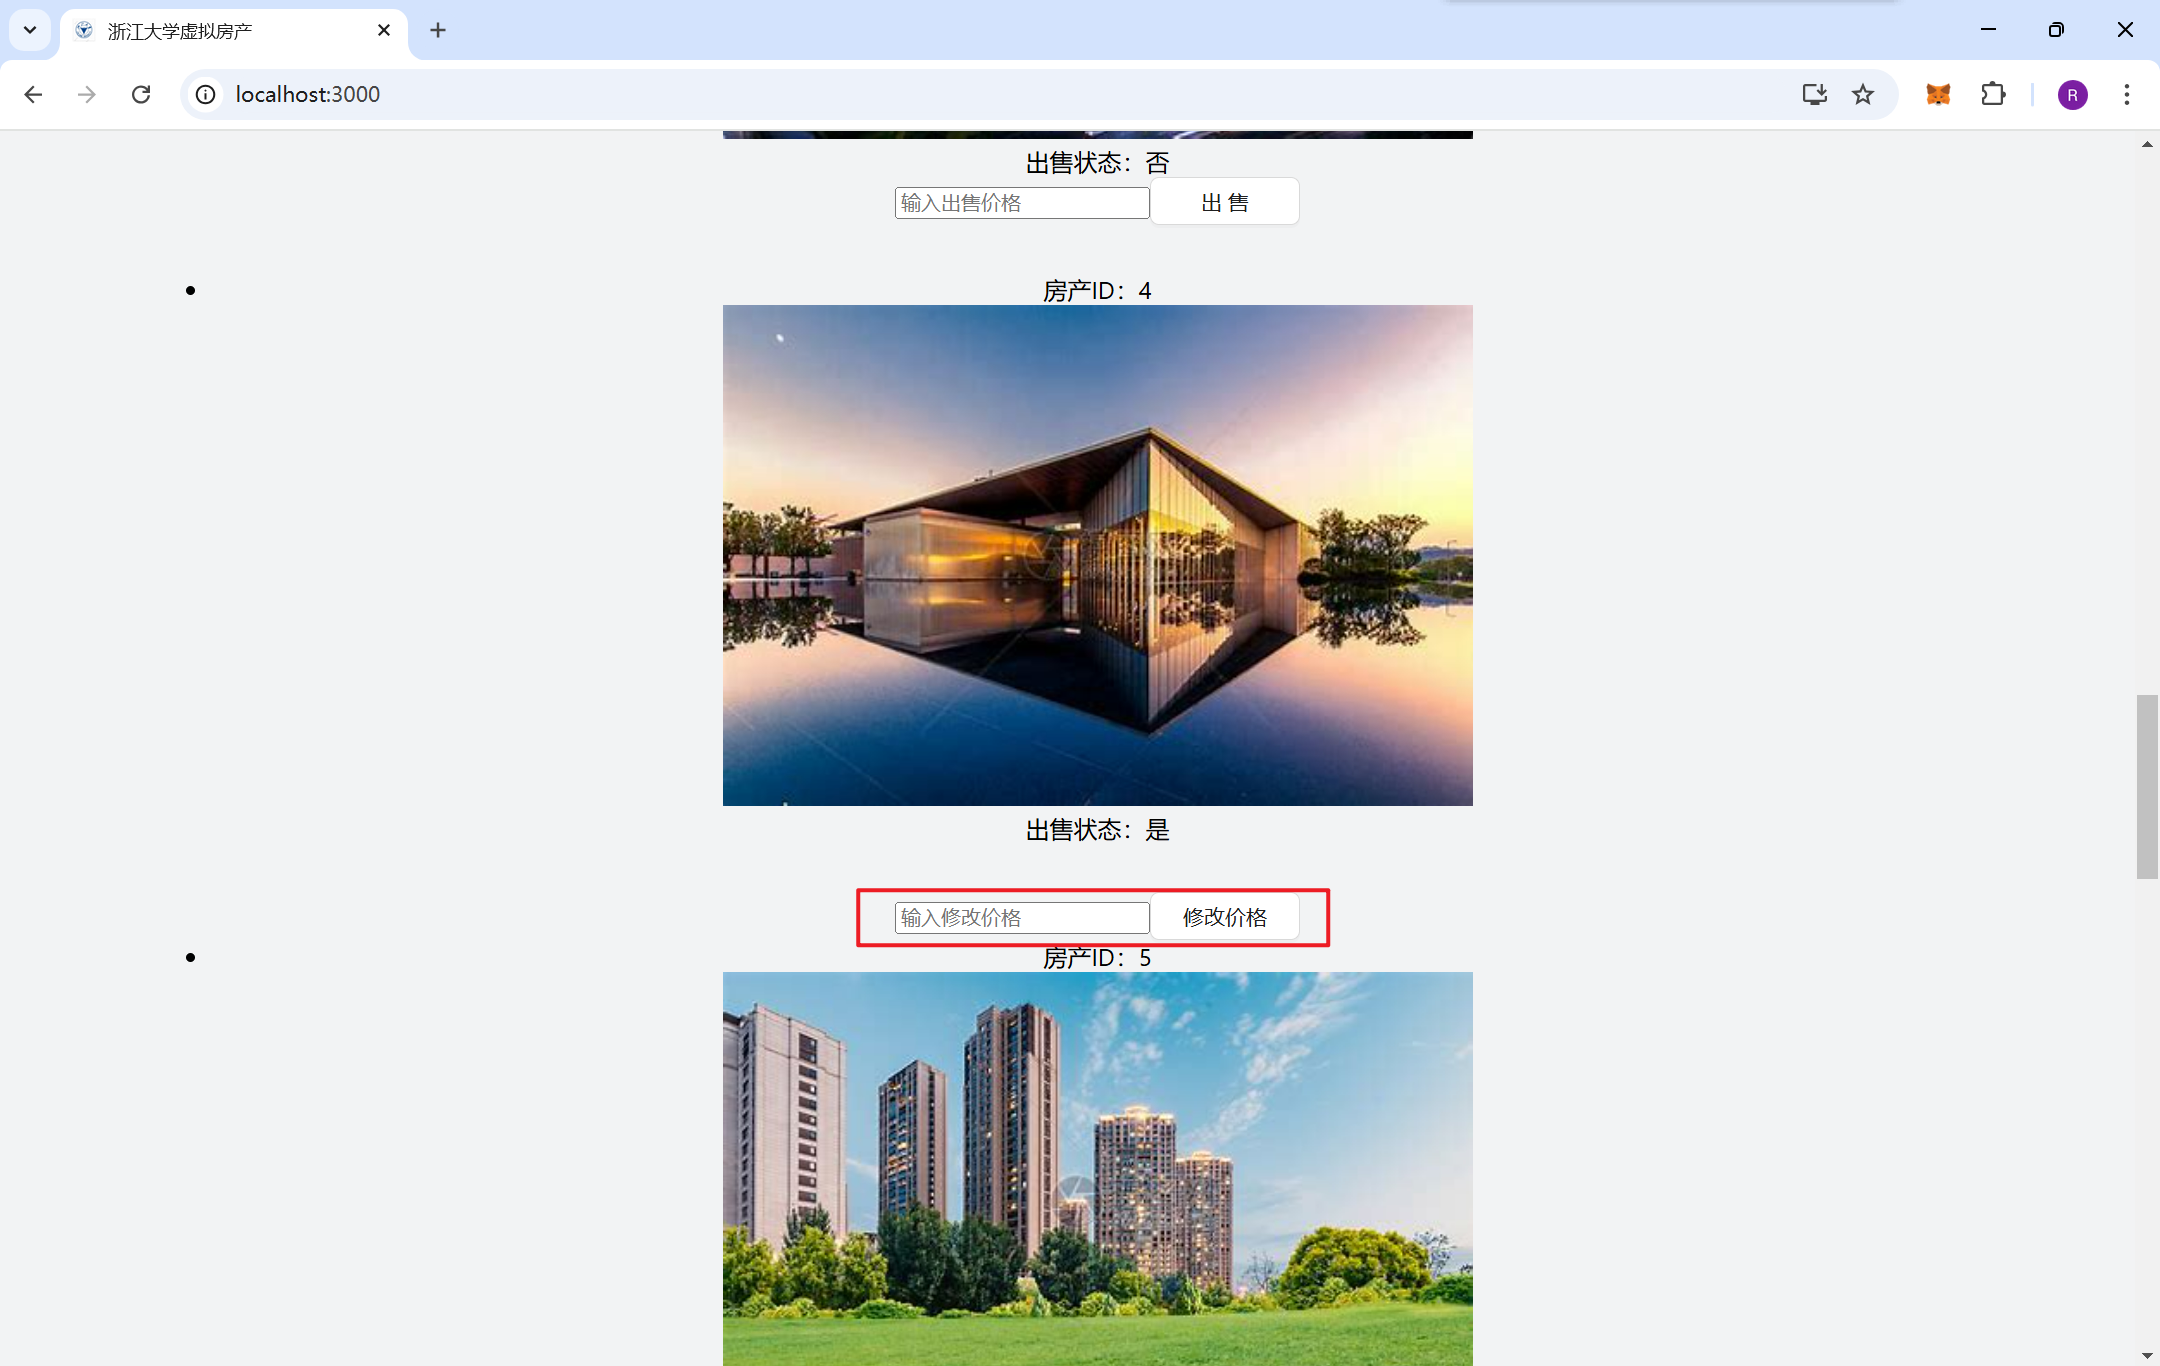 浙江大学虚拟房产
localhost:3000
R
出售状态：否
输入出售价格
出 售
房产ID：4
出售状态：是
输入修改价格
修改价格
房产ID：5